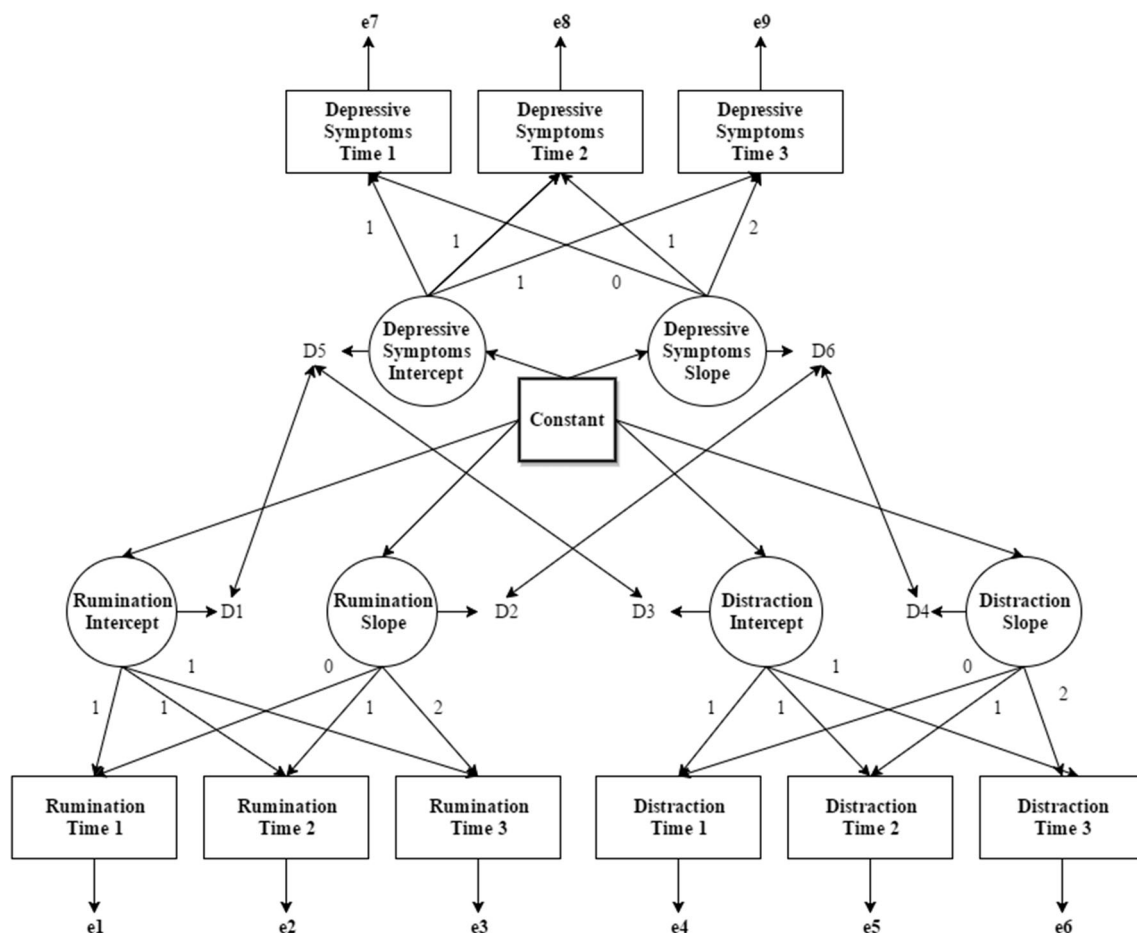 e7 e8 e9
Depressive
Symptoms
Time 1
Depressive
Symptoms
Time 2
Depressive
Symptoms
Time 3
1 1 1 2
1 0
Depressive
Symptoms
Intercept
Depressive
Symptoms
Slope
D5 D6
Constant
Rumination
Intercept
D1
Rumination
Slope
D2 D3
Distraction
Intercept
D4
Distraction
Slope
1 0 1 0
1 1 1 2 1 1 1 2
Rumination
Time 1
Rumination
Time 2
Rumination
Time 3
Distraction
Time 1
Distraction
Time 2
Distraction
Time 3
e1 e2 e3 e4 e5 e6